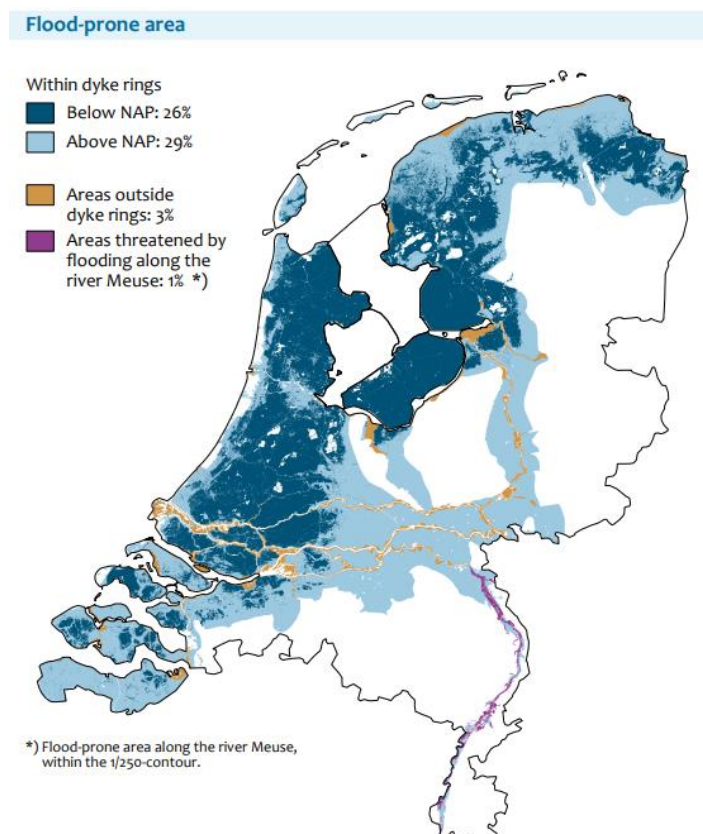 Flood-prone area
Within dyke rings
Below NAP: 26%
Above NAP: 29%
Areas outside
dyke rings: 3%
Areas threatened by
flooding along the
river Meuse: 1% *)
*) Flood-prone area along the river Meuse,
within the 1/250-contour.